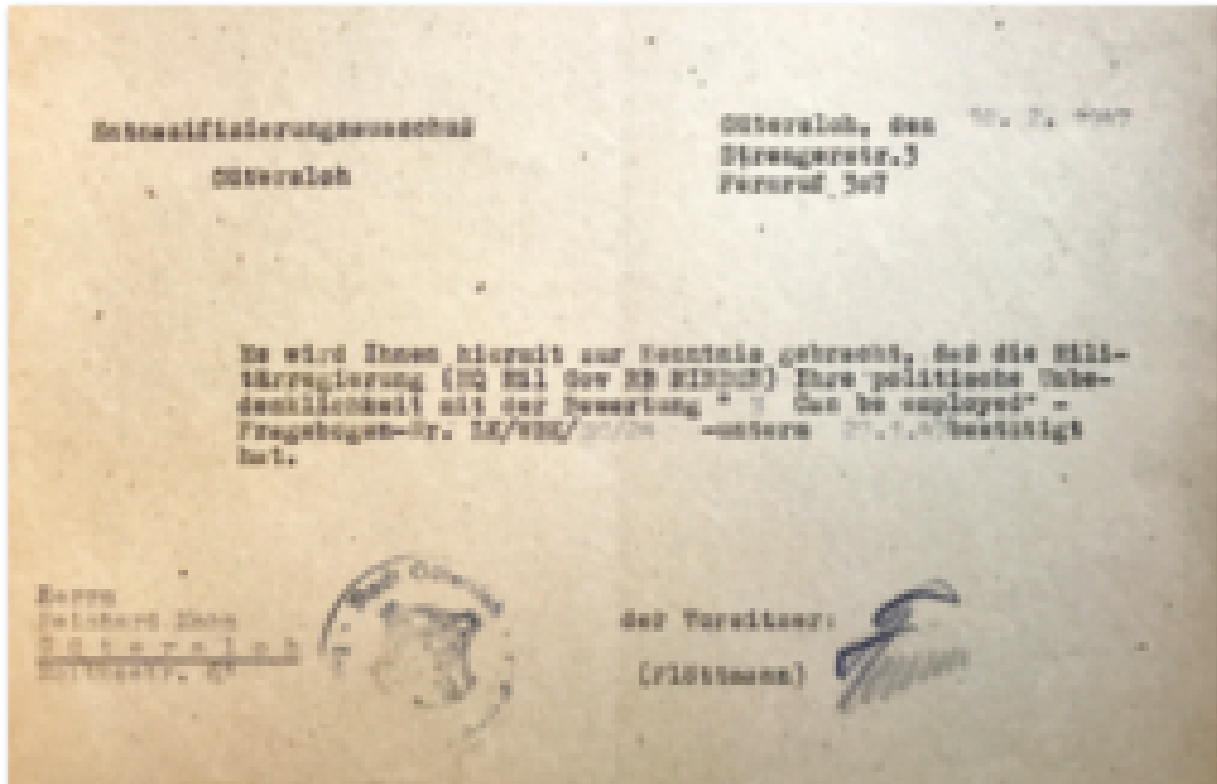 Entnazifizierungsausschuß
Gütersloh
Gütersloh, den
Strengerstr.3
Fernruf
Es wird Ihnen hiermit zur Kenntnis gebracht, daß die Mili-
tärregierung (HQ Mil Gov RB MINDEN) Ihre politische Unbe-
denklichkeit mit der Bewertung " Can be employed" -
Fragebogen-Nr. -unterm bestätigt
hat.
Herrn
Reinhard Mohn
Gütersloh
der Vorsitzer:
(Flöttmann)